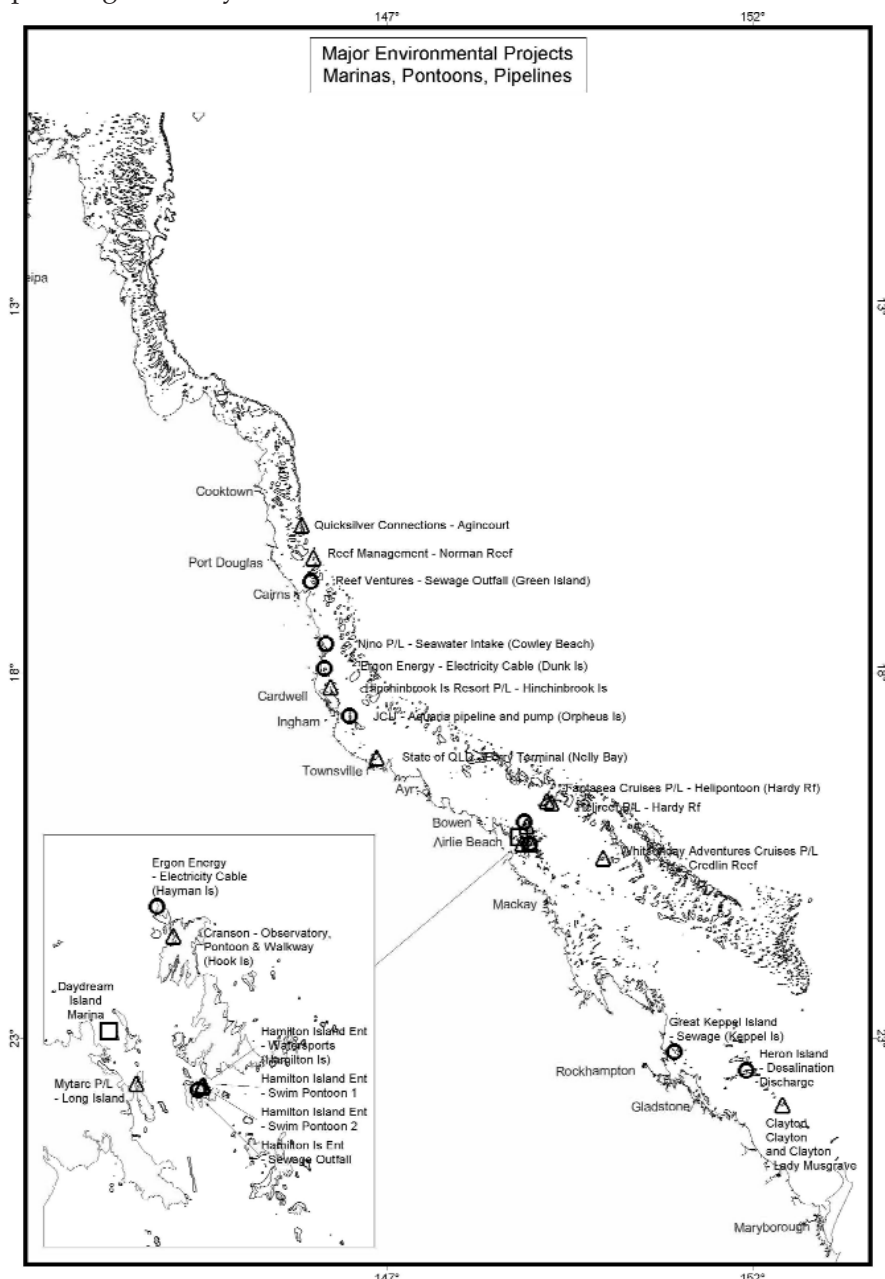 147°
152°
Major Environmental Projects
Marinas, Pontoons, Pipelines
eipa
13°
13°
Cooktown
Quicksilver Connections - Agincourt
Port Douglas
Reef Management - Norman Reef
Reef Ventures - Sewage Outfall (Green Island)
Cairns
Nino P/L - Seawater Intake (Cowley Beach)
Ergon Energy - Electricity Cable (Dunk Is)
18°
18°
Cardwell
Hinchinbrook Is Resort P/L - Hinchinbrook Is
Ingham
JCU - Aquaria pipeline and pump (Orpheus Is)
State of QLD - Ferry Terminal (Nelly Bay)
Townsville
Ayr
Fantasea Cruises P/L - Helipontoon (Hardy Rf)
P/L - Hardy Rf
Bowen
Airlie Beach
Whitsunday Adventures Cruises P/L
- Credlin Reef
Mackay
Ergon Energy
- Electricity Cable
(Hayman Is)
Cranson - Observatory,
Pontoon & Walkway
(Hook Is)
Daydream
Island
Marina
Hamilton Island Ent
- Watersports
(Hamilton Is)
Mytarc P/L
- Long Island
Hamilton Island Ent
- Swim Pontoon 1
Hamilton Island Ent
- Swim Pontoon 2
Hamilton Is Ent
- Sewage Outfall
Great Keppel Island
- Sewage (Keppel Is)
23°
23°
Heron Island
- Desalination
Discharge
Rockhampton
Gladstone
Clayton,
Clayton
and Clayton
- Lady Musgrave
Maryborough
147°
152°